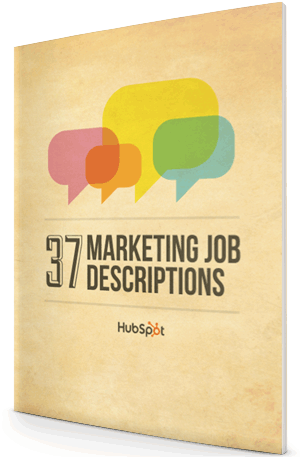 37 MARKETING JOB
DESCRIPTIONS
HubSpot